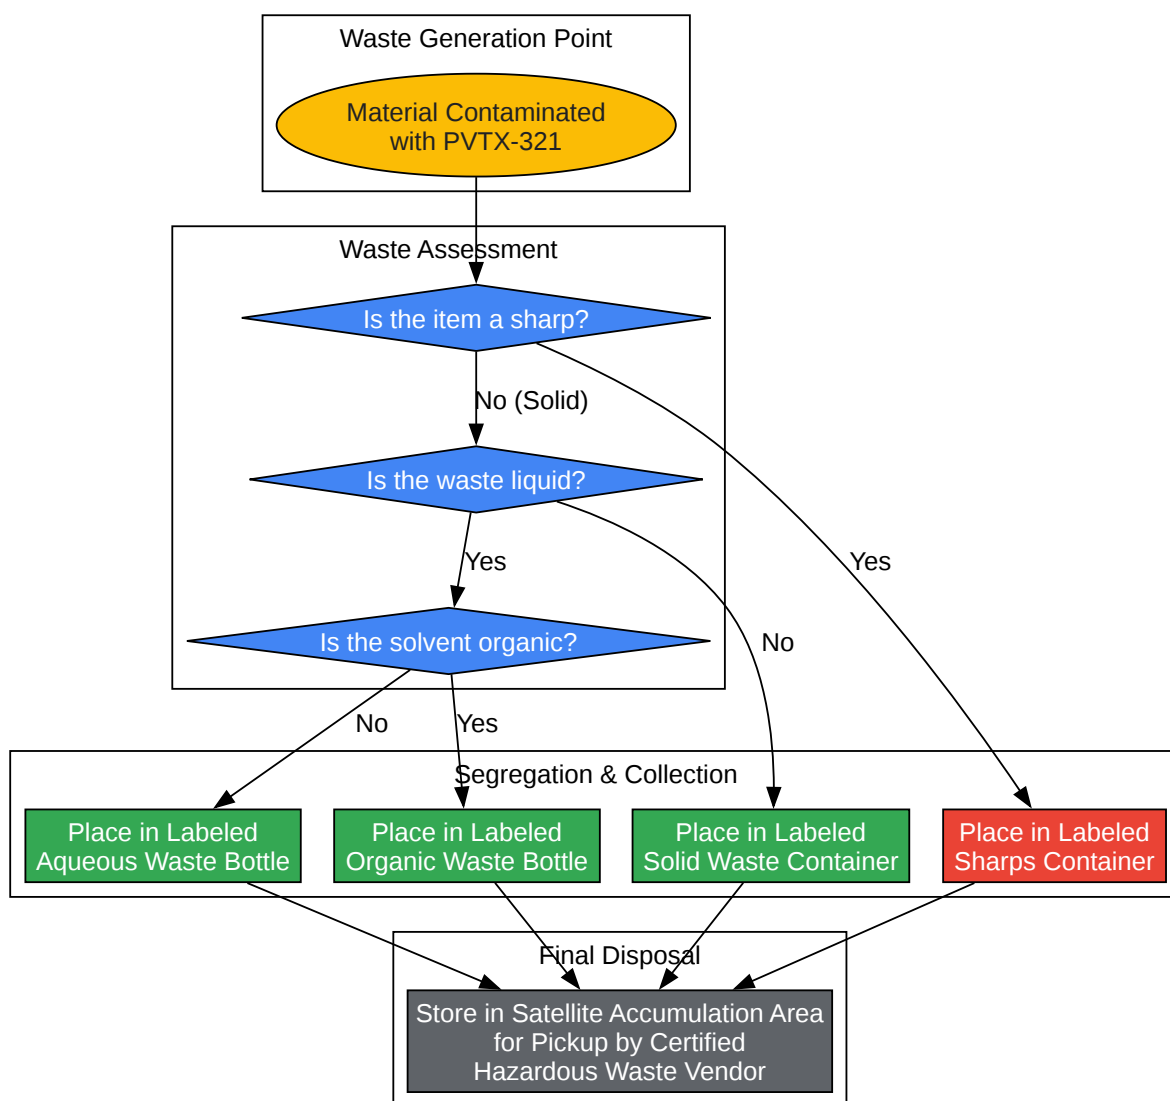 Waste Generation Point
Material Contaminated
with PVTX-321
Waste Assessment
Is the item a sharp?
No (Solid)
Is the waste liquid?
Yes
Yes
Is the solvent organic?
No
No
Yes
Segregation & Collection
Place in Labeled
Aqueous Waste Bottle
Place in Labeled
Organic Waste Bottle
Place in Labeled
Solid Waste Container
Place in Labeled
Sharps Container
Final Disposal
Store in Satellite Accumulation Area
for Pickup by Certified
Hazardous Waste Vendor